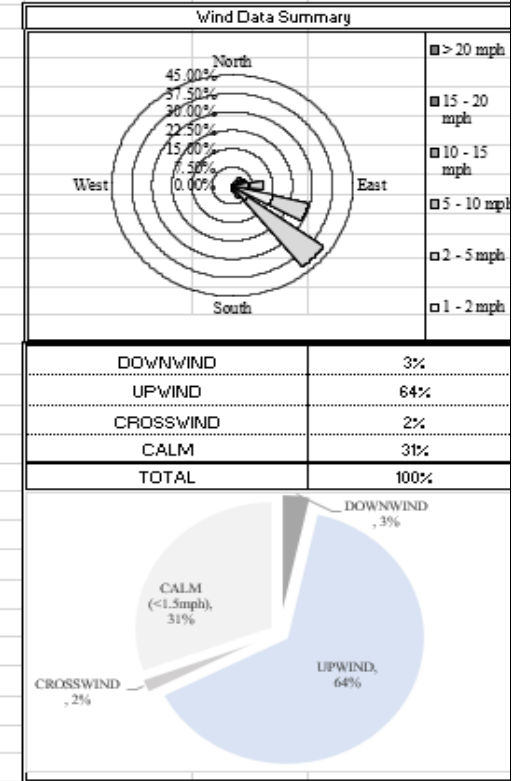 Wind Data Summary
North
45.00%
37.50%
30.00%
22.50%
15.00%
7.50%
0.00%
West
East
South
> 20 mph
15 - 20
mph
10 - 15
mph
5 - 10 mph
2 - 5 mph
1 - 2 mph
DOWNWIND 3%
UPWIND 64%
CROSSWIND 2%
CALM 31%
TOTAL 100%
DOWNWIND
, 3%
CALM
(<1.5mph),
31%
UPWIND,
64%
CROSSWIND
, 2%